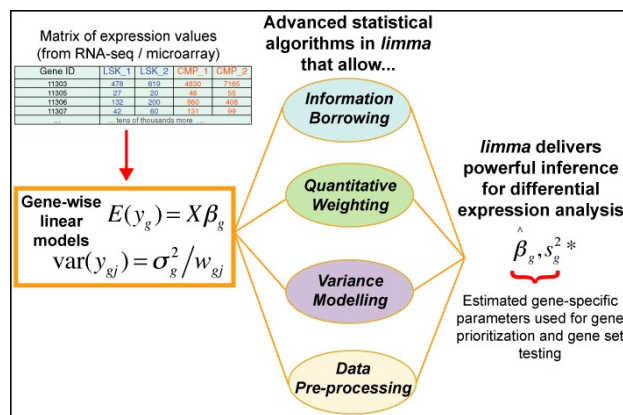 Matrix of expression values
(from RNA-seq / microarray)
Gene ID LSK_1 LSK_2 CMP_1 CMP_2
11303 478 619 4830 7165
11305 27 20 48 55
11306 132 200 560 408
11307 42 60 131 99
... ... tens of thousands more ... ...
Gene-wise
linear
models
E(y_g) = Xβ_g
var(y_gj) = σ_g^2/w_gj
Advanced statistical
algorithms in limma
that allow...
Information
Borrowing
Quantitative
Weighting
Variance
Modelling
Data
Pre-processing
limma delivers
powerful inference
for differential
expression analysis
β̂_g, s_g^2 *
Estimated gene-specific
parameters used for gene
prioritization and gene set
testing